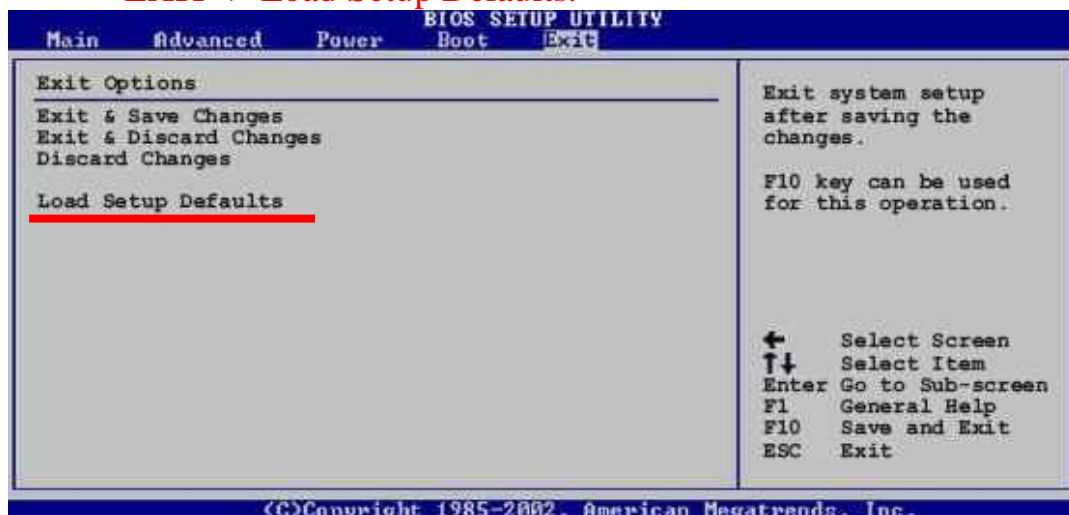 Load Setup Defaults.
BIOS SETUP UTILITY
Main Advanced Power Boot Exit
Exit Options
Exit & Save Changes
Exit & Discard Changes
Discard Changes
Load Setup Defaults
Exit system setup
after saving the
changes.
F10 key can be used
for this operation.
← Select Screen
↑↓ Select Item
Enter Go to Sub-screen
F1 General Help
F10 Save and Exit
ESC Exit
(C)Copyright 1985-2002, American Megatrends, Inc.